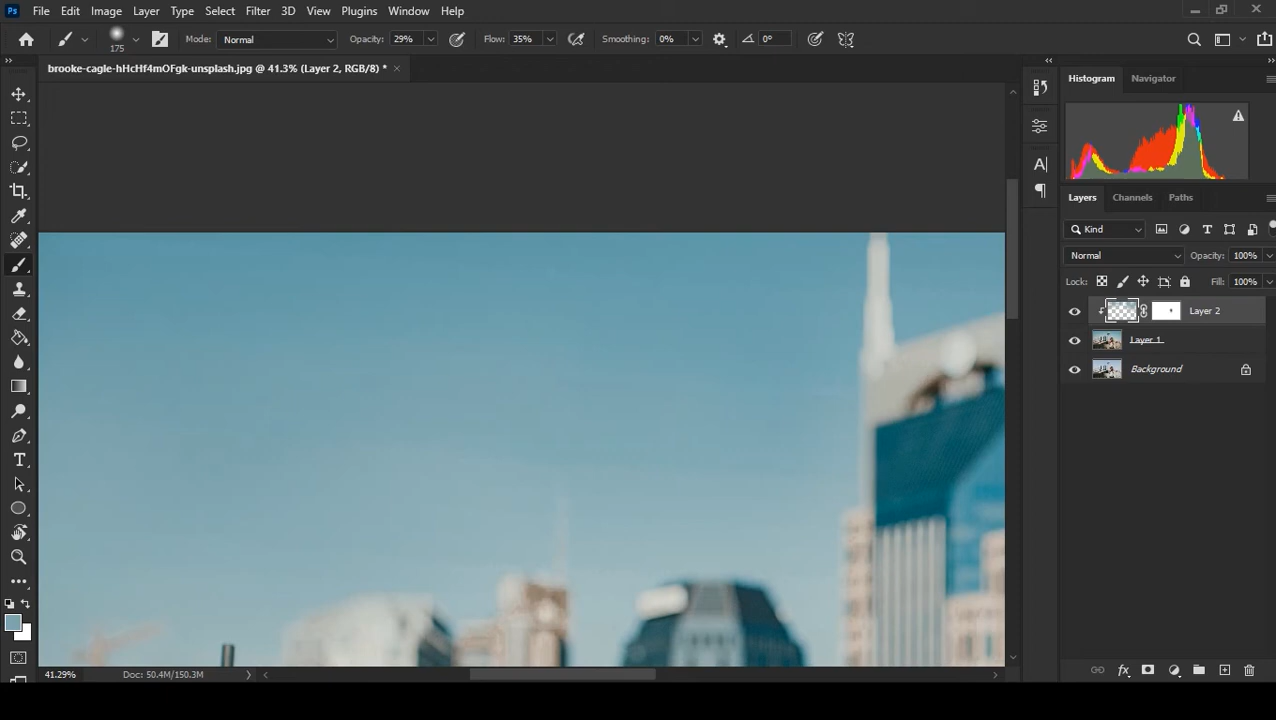 Ps File Edit Image Layer Type Select Filter 3D View Plugins Window Help
175 Mode: Normal Opacity: 29% Flow: 35% Smoothing: 0% 0°
brooke-cagle-hHcHf4mOFgk-unsplash.jpg @ 41.3% (Layer 2, RGB/8) *
Histogram Navigator
Layers Channels Paths
Kind
Normal Opacity: 100%
Lock: Fill: 100%
Layer 2
Layer 1
Background
41.29% Doc: 50.4M/150.3M